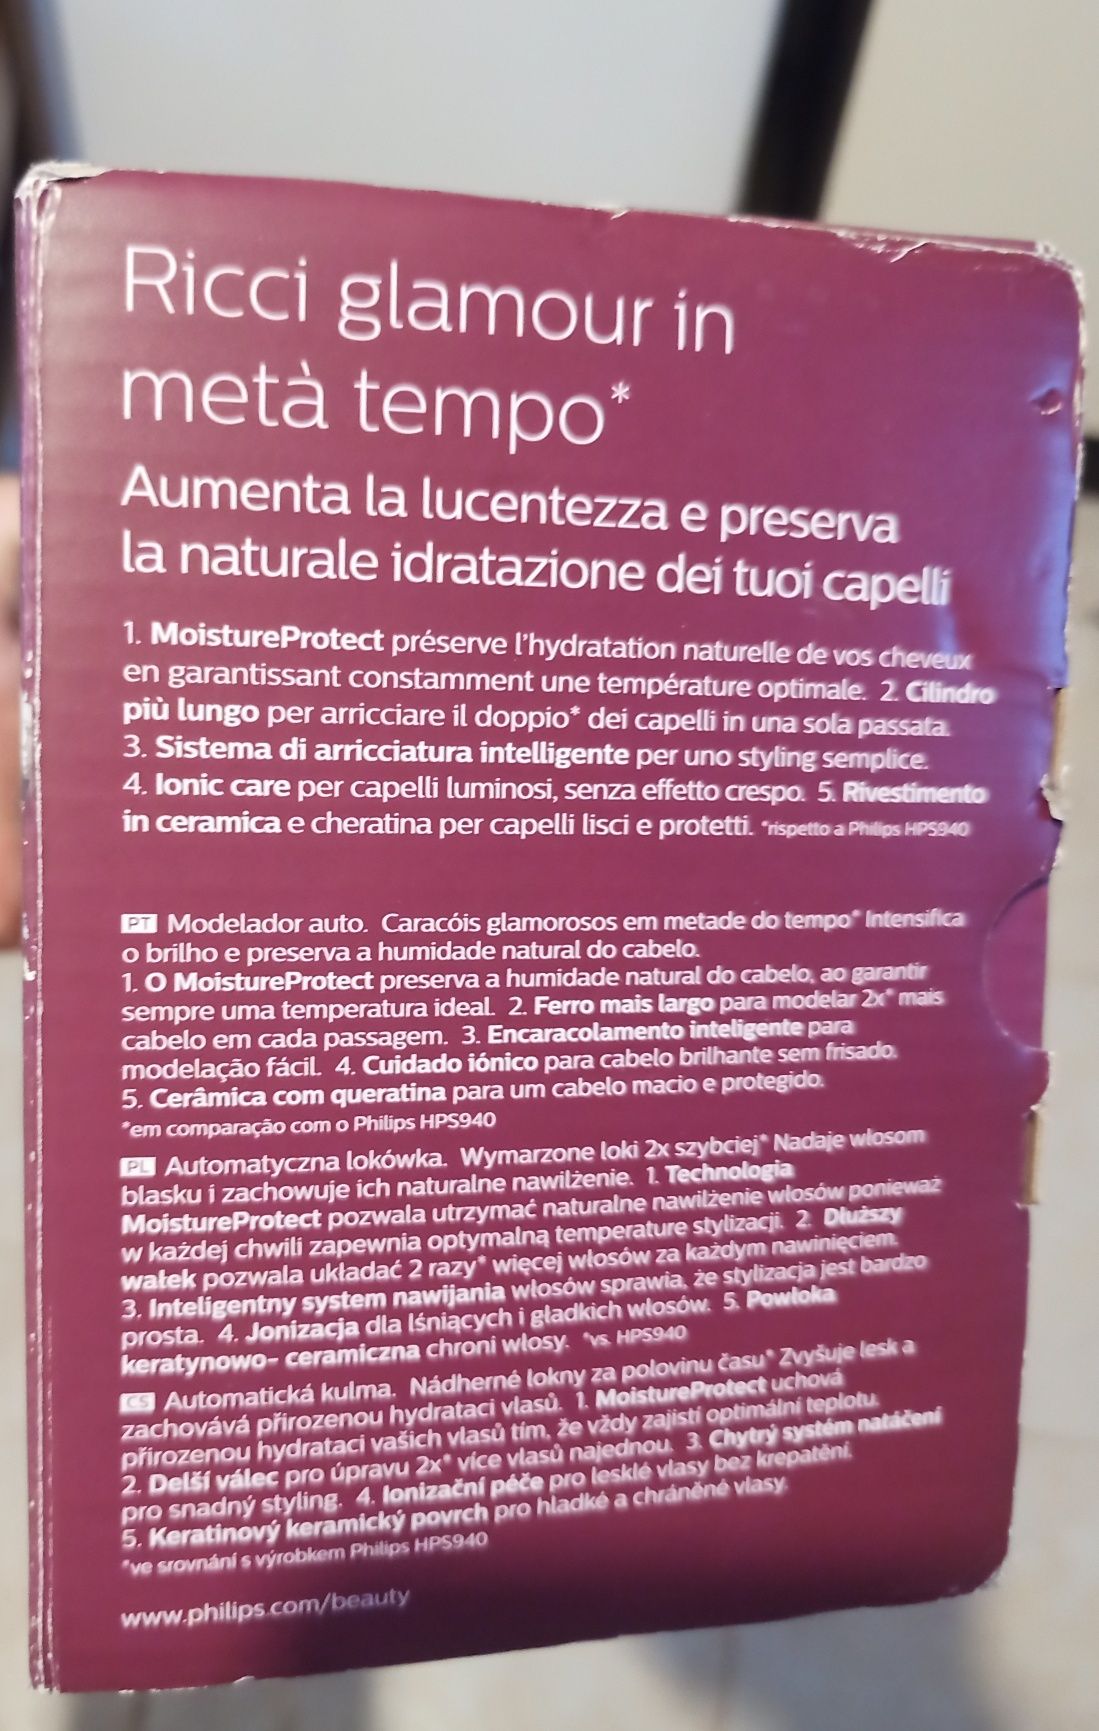 Ricci glamour in
metà tempo*
Aumenta la lucentezza e preserva
la naturale idratazione dei tuoi capelli
1. MoistureProtect préserve l'hydratation naturelle de vos cheveux
en garantissant constamment une température optimale. 2. Cilindro
più lungo per arricciare il doppio* dei capelli in una sola passata.
3. Sistema di arricciatura intelligente per uno styling semplice.
4. Ionic care per capelli luminosi, senza effetto crespo. 5. Rivestimento
in ceramica e cheratina per capelli lisci e protetti. *rispetto a Philips HPS940
PT Modelador auto. Caracóis glamorosos em metade do tempo* Intensifica
o brilho e preserva a humidade natural do cabelo.
1. O MoistureProtect preserva a humidade natural do cabelo, ao garantir
sempre uma temperatura ideal. 2. Ferro mais largo para modelar 2x* mais
cabelo em cada passagem. 3. Encaracolamento inteligente para
modelação fácil. 4. Cuidado iónico para cabelo brilhante sem frisado.
5. Cerâmica com queratina para um cabelo macio e protegido.
*em comparação com o Philips HPS940
PL Automatyczna lokówka. Wymarzone loki 2x szybciej* Nadaje włosom
blasku i zachowuje ich naturalne nawilżenie. 1. Technologia
MoistureProtect pozwala utrzymać naturalne nawilżenie włosów ponieważ
w każdej chwili zapewnia optymalną temperature stylizacji. 2. Dłuższy
wałek pozwala układać 2 razy* więcej włosów za każdym nawinięciem.
3. Inteligentny system nawijania włosów sprawia, że stylizacja jest bardzo
prosta. 4. Jonizacja dla lśniących i gładkich włosów. 5. Powłoka
keratynowo- ceramiczna chroni włosy. *vs. HPS940
CS Automatická kulma. Nádherné lokny za polovinu času* Zvyšuje lesk a
zachovává přirozenou hydrataci vlasů. 1. MoistureProtect uchová
přirozenou hydrataci vašich vlasů tím, že vždy zajistí optimální teplotu.
2. Delší válec pro úpravu 2x* více vlasů najednou. 3. Chytrý systém natáčení
pro snadný styling. 4. Ionizační péče pro lesklé vlasy bez krepatění.
5. Keratinový keramický povrch pro hladké a chráněné vlasy.
*ve srovnání s výrobkem Philips HPS940
www.philips.com/beauty